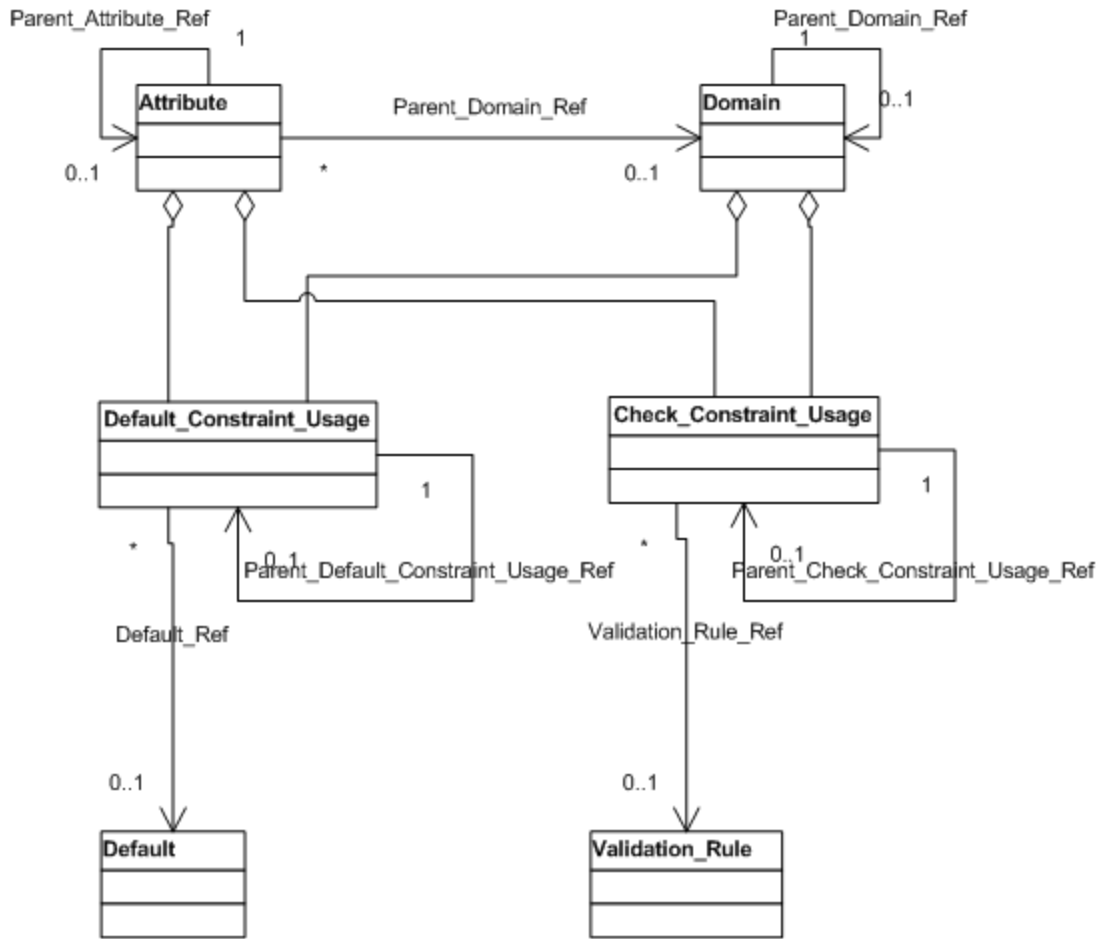 Parent_Attribute_Ref
1
Parent_Domain_Ref
1
Attribute
Parent_Domain_Ref
Domain
0..1
0..1
*
0..1
Default_Constraint_Usage
Check_Constraint_Usage
1
1
*
0..1
*
0..1
Parent_Default_Constraint_Usage_Ref
Parent_Check_Constraint_Usage_Ref
Default_Ref
Validation_Rule_Ref
0..1
0..1
Default
Validation_Rule